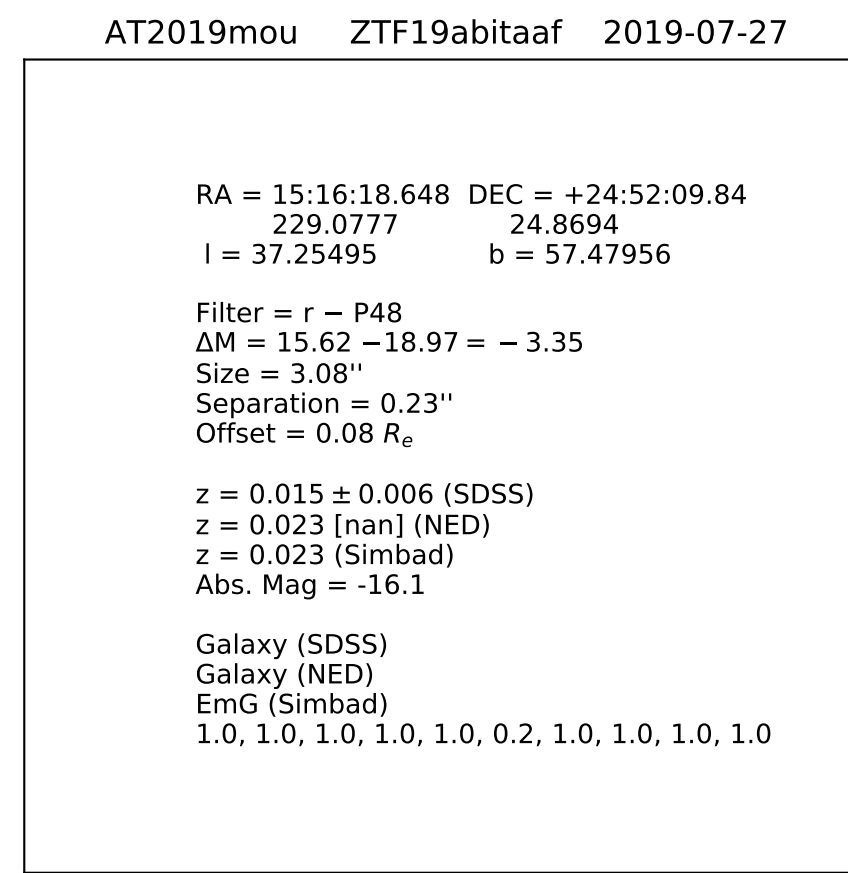 AT2019mou ZTF19abitaaf 2019-07-27
RA = 15:16:18.648 DEC = +24:52:09.84
229.0777 24.8694
l = 37.25495 b = 57.47956
Filter = r − P48
ΔM = 15.62 −18.97 = − 3.35
Size = 3.08''
Separation = 0.23''
Offset = 0.08 Re
z = 0.015 ± 0.006 (SDSS)
z = 0.023 [nan] (NED)
z = 0.023 (Simbad)
Abs. Mag = -16.1
Galaxy (SDSS)
Galaxy (NED)
EmG (Simbad)
1.0, 1.0, 1.0, 1.0, 1.0, 0.2, 1.0, 1.0, 1.0, 1.0